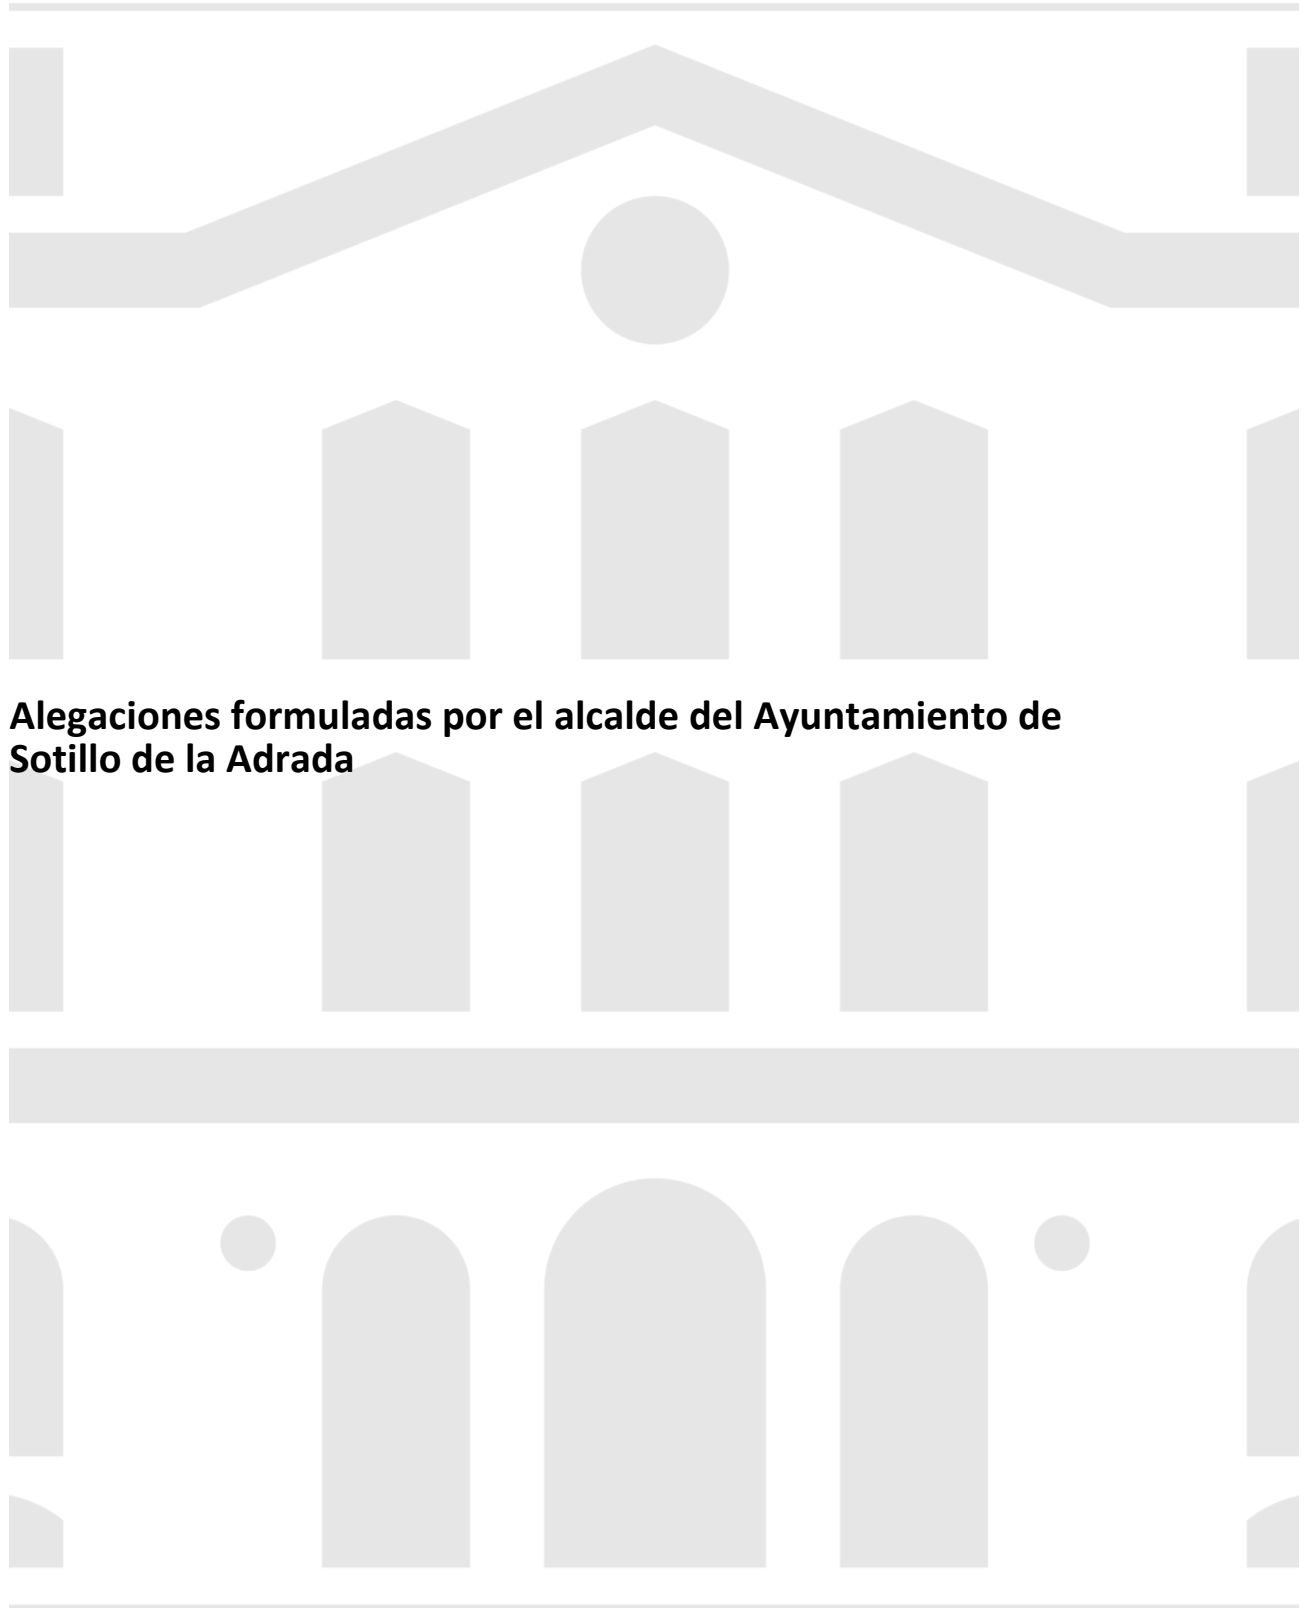 Alegaciones formuladas por el alcalde del Ayuntamiento de
Sotillo de la Adrada